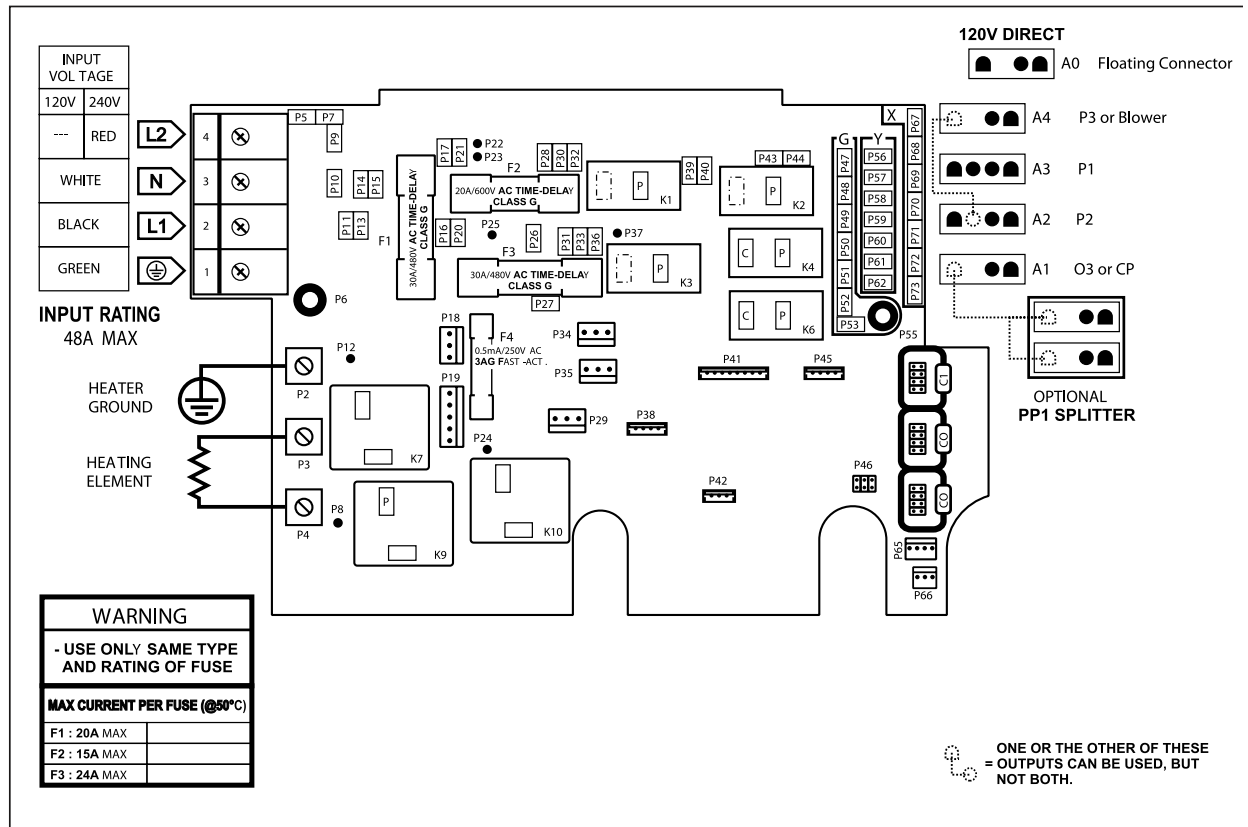 INPUT
VOL TAGE
120V 240V
--- RED
WHITE
BLACK
GREEN
L2
N
L1
4
3
2
1
INPUT RATING
48A MAX
HEATER
GROUND
HEATING
ELEMENT
P2
P3
P4
P5 P7
P9
P10
P14
P15
P11
P13
P6
P12
P8
F1
30A/480V AC TIME-DELAY
CLASS G
P17
P21
P22
P23
F2
20A/600V AC TIME-DELAY
CLASS G
P28
P30
P32
P16
P20
P25
P26
P31
P33
P36
P37
F3
30A/480V AC TIME-DELAY
CLASS G
P27
P
K1
P39
P40
P43 P44
P
K2
P
K3
C P
K4
C P
K6
P18
P19
F4
0.5mA/250V AC
3AG FAST -ACT .
P34
P35
P29
P38
P41
P45
P42
P46
P24
K7
P
K9
K10
G
P47
P48
P49
P50
P51
P52
P53
Y
P56
P57
P58
P59
P60
P61
P62
X
P67
P68
P69
P70
P71
P72
P73
P55
C1
CO
CO
P65
P66
120V DIRECT
A0 Floating Connector
A4 P3 or Blower
A3 P1
A2 P2
A1 O3 or CP
OPTIONAL
PP1 SPLITTER
WARNING
- USE ONLY SAME TYPE
AND RATING OF FUSE
MAX CURRENT PER FUSE (@50°C)
F1 : 20A MAX
F2 : 15A MAX
F3 : 24A MAX
ONE OR THE OTHER OF THESE
= OUTPUTS CAN BE USED, BUT
NOT BOTH.